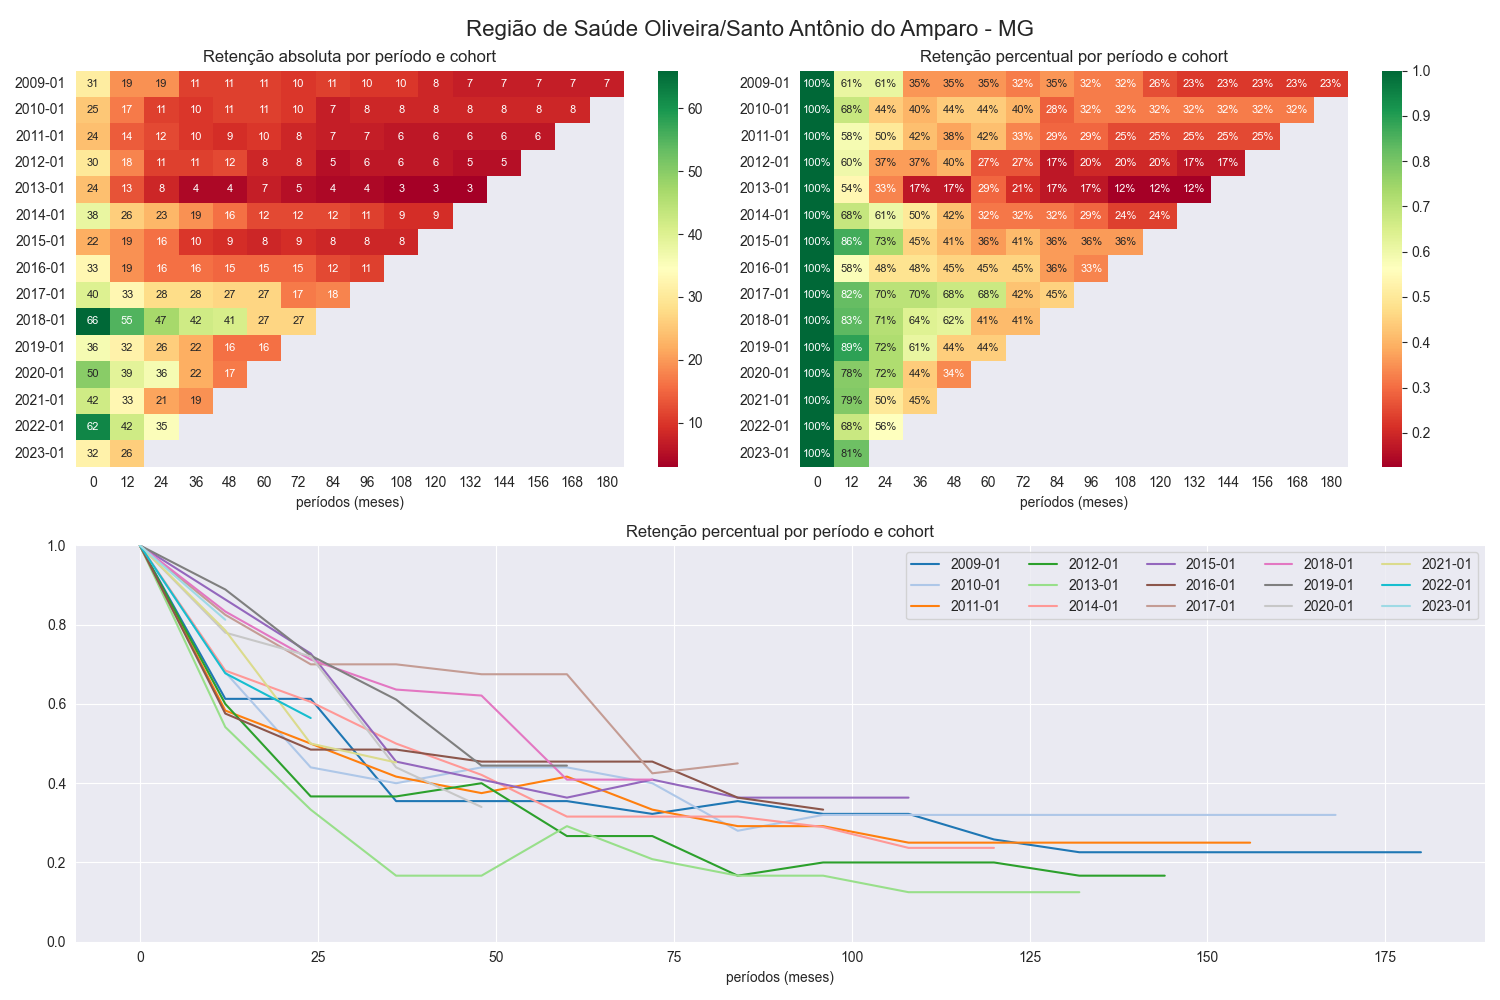 Região de Saúde Oliveira/Santo Antônio do Amparo - MG
Retenção absoluta por período e cohort
2009-01 31 19 19 11 11 11 10 11 10 10 8 7 7 7 7 7
2010-01 25 17 11 10 11 11 10 7 8 8 8 8 8 8 8
2011-01 24 14 12 10 9 10 8 7 7 6 6 6 6 6
2012-01 30 18 11 11 12 8 8 5 6 6 6 5 5
2013-01 24 13 8 4 4 7 5 4 4 3 3 3
2014-01 38 26 23 19 16 12 12 12 11 9 9
2015-01 22 19 16 10 9 8 9 8 8 8
2016-01 33 19 16 16 15 15 15 12 11
2017-01 40 33 28 28 27 27 17 18
2018-01 66 55 47 42 41 27 27
2019-01 36 32 26 22 16 16
2020-01 50 39 36 22 17
2021-01 42 33 21 19
2022-01 62 42 35
2023-01 32 26
0 12 24 36 48 60 72 84 96 108 120 132 144 156 168 180
períodos (meses)
60
50
40
30
20
10
Retenção percentual por período e cohort
2009-01 100% 61% 61% 35% 35% 35% 32% 35% 32% 32% 26% 23% 23% 23% 23% 23%
2010-01 100% 68% 44% 40% 44% 44% 40% 28% 32% 32% 32% 32% 32% 32% 32%
2011-01 100% 58% 50% 42% 38% 42% 33% 29% 29% 25% 25% 25% 25% 25%
2012-01 100% 60% 37% 37% 40% 27% 27% 17% 20% 20% 20% 17% 17%
2013-01 100% 54% 33% 17% 17% 29% 21% 17% 17% 12% 12% 12%
2014-01 100% 68% 61% 50% 42% 32% 32% 32% 29% 24% 24%
2015-01 100% 86% 73% 45% 41% 36% 41% 36% 36% 36%
2016-01 100% 58% 48% 48% 45% 45% 45% 36% 33%
2017-01 100% 82% 70% 70% 68% 68% 42% 45%
2018-01 100% 83% 71% 64% 62% 41% 41%
2019-01 100% 89% 72% 61% 44% 44%
2020-01 100% 78% 72% 44% 34%
2021-01 100% 79% 50% 45%
2022-01 100% 68% 56%
2023-01 100% 81%
0 12 24 36 48 60 72 84 96 108 120 132 144 156 168 180
períodos (meses)
1.0
0.9
0.8
0.7
0.6
0.5
0.4
0.3
0.2
Retenção percentual por período e cohort
1.0
0.8
0.6
0.4
0.2
0.0
2009-01 2012-01 2015-01 2018-01 2021-01
2010-01 2013-01 2016-01 2019-01 2022-01
2011-01 2014-01 2017-01 2020-01 2023-01
0 25 50 75 100 125 150 175
períodos (meses)